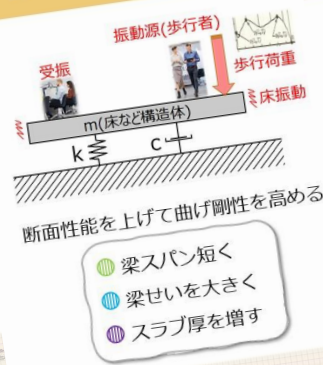 振動源(歩行者)
受振
歩行荷重
床振動
m(床など構造体)
k
c
断面性能を上げて曲げ剛性を高める
梁スパン短く
梁せいを大きく
スラブ厚を増す